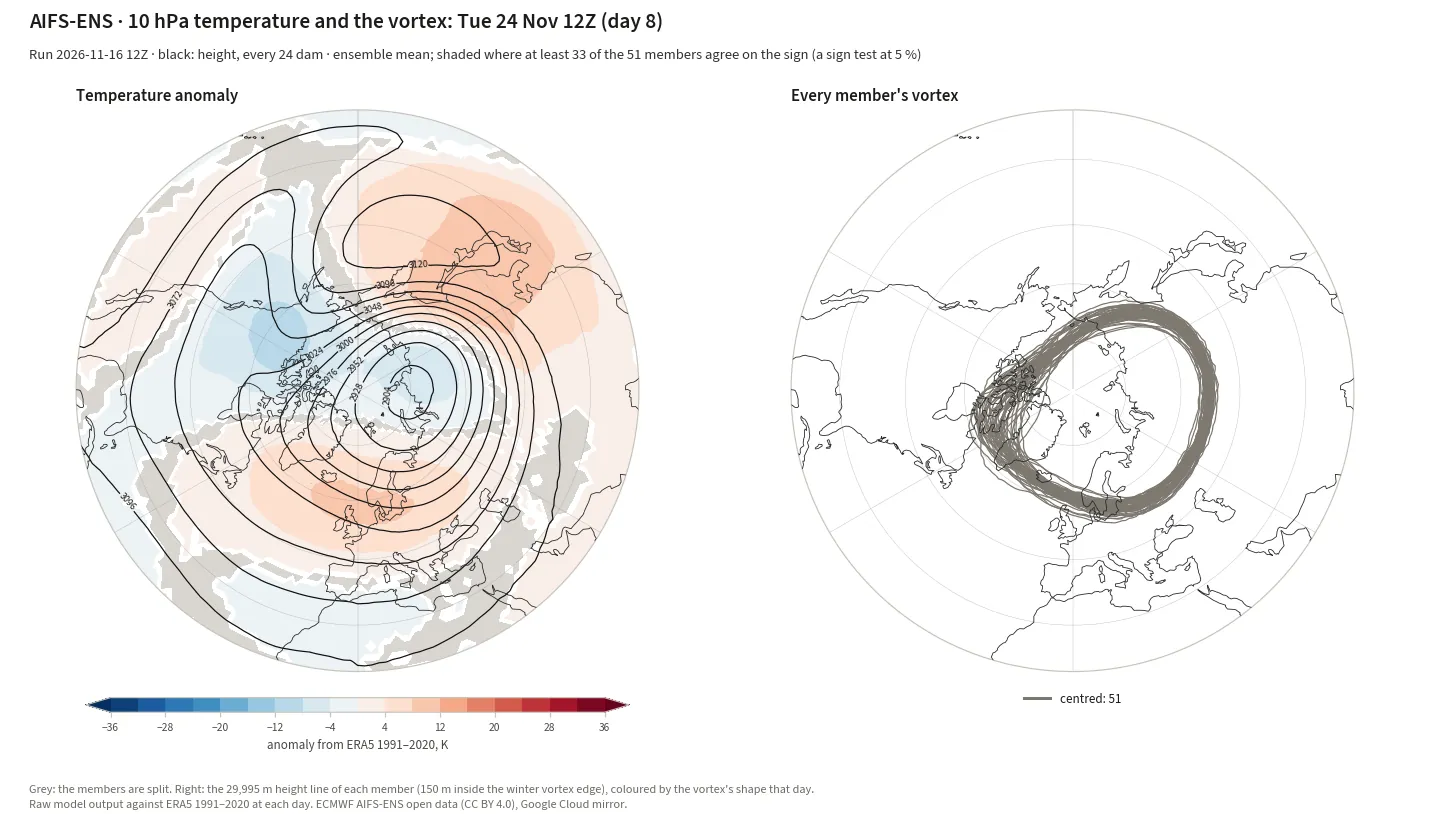 AIFS-ENS · 10 hPa temperature and the vortex: Tue 24 Nov 12Z (day 8)
Run 2026-11-16 12Z · black: height, every 24 dam · ensemble mean; shaded where at least 33 of the 51 members agree on the sign (a sign test at 5 %)
Temperature anomaly
Every member's vortex
3120
3096
3072
3048
3024
3000
2976
2952
2928
2904
3096
centred: 51
−36 −28 −20 −12 −4 4 12 20 28 36
anomaly from ERA5 1991–2020, K
Grey: the members are split. Right: the 29,995 m height line of each member (150 m inside the winter vortex edge), coloured by the vortex's shape that day.
Raw model output against ERA5 1991–2020 at each day. ECMWF AIFS-ENS open data (CC BY 4.0), Google Cloud mirror.